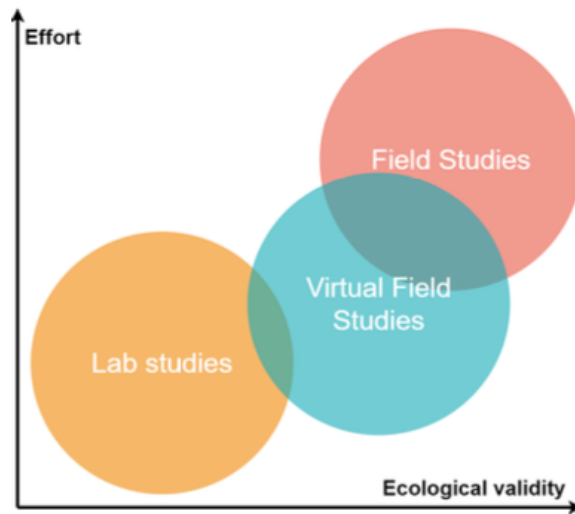 Effort
Field Studies
Virtual Field
Studies
Lab studies
Ecological validity